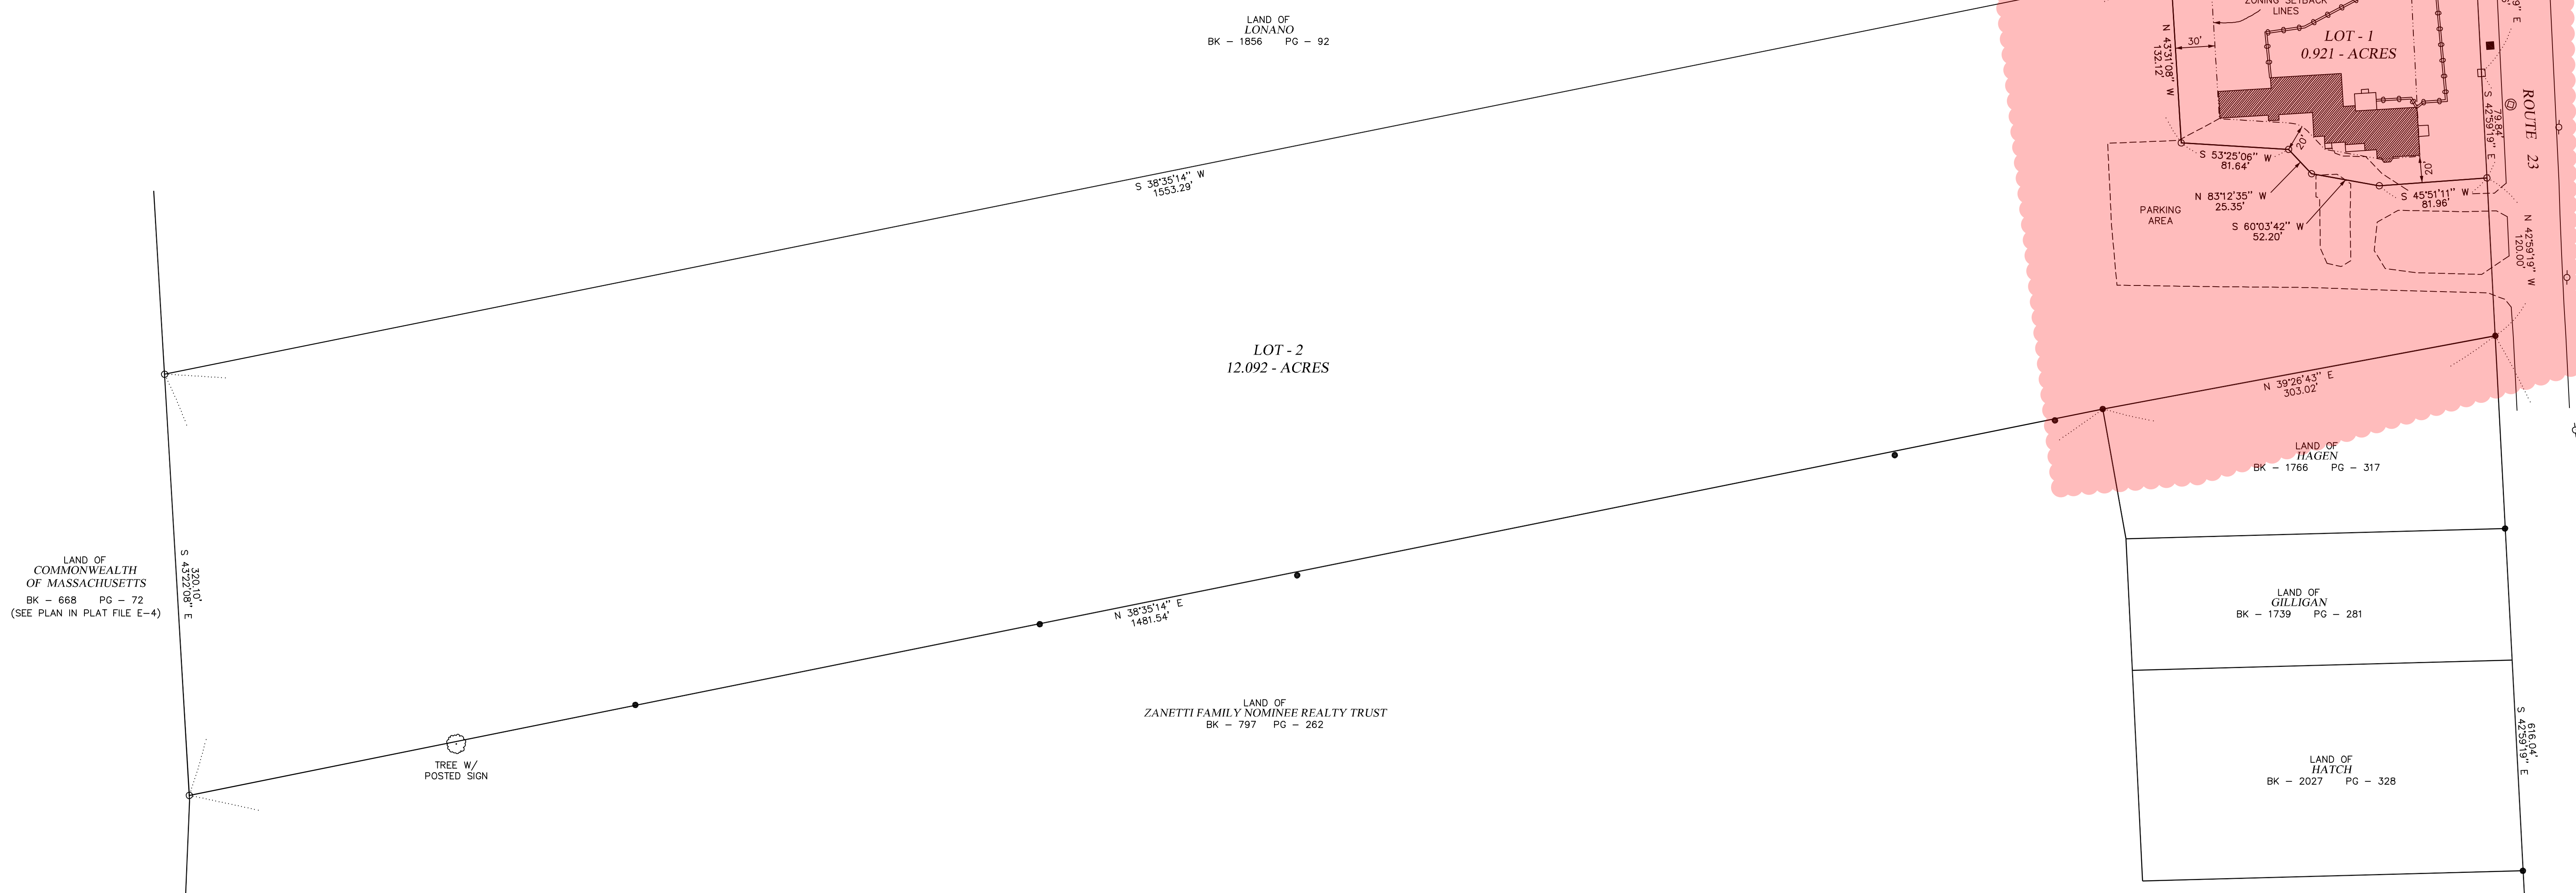 LAND OF
LONANO
BK – 1856 PG – 92
ZONING SETBACK
LINES
LOT - 1
0.921 - ACRES
30'
N 43°31'08" W
132.12'
S 53°25'06" W
81.64'
20'
N 83°12'35" W
25.35'
S 60°03'42" W
52.20'
20'
S 45°51'11" W
81.96'
79.84'
S 42°59'19" E
ROUTE 23
N 42°59'19" W
120.00'
PARKING
AREA
S 38°35'14" W
1553.29'
LOT - 2
12.092 - ACRES
N 39°26'43" E
303.02'
LAND OF
HAGEN
BK – 1766 PG – 317
LAND OF
COMMONWEALTH
OF MASSACHUSETTS
BK – 668 PG – 72
(SEE PLAN IN PLAT FILE E-4)
320.10'
S 43°22'08" E
N 38°35'14" E
1481.54'
LAND OF
GILLIGAN
BK – 1739 PG – 281
LAND OF
ZANETTI FAMILY NOMINEE REALTY TRUST
BK – 797 PG – 262
TREE W/
POSTED SIGN
616.04'
S 42°59'19" E
LAND OF
HATCH
BK – 2027 PG – 328